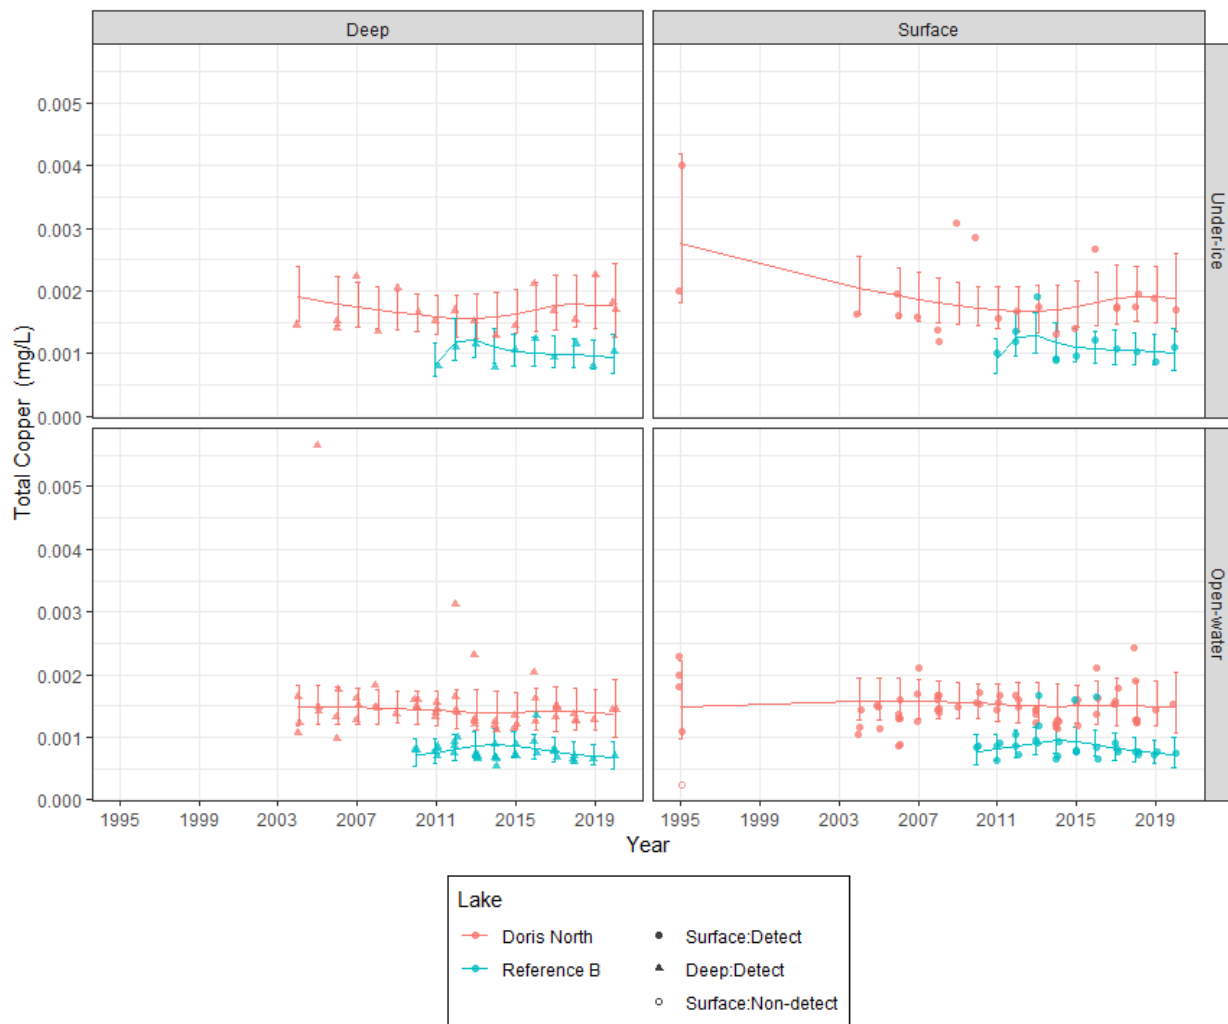 Deep
Surface
Total Copper (mg/L)
0.005
0.004
0.003
0.002
0.001
0.000
Under-ice
0.005
0.004
0.003
0.002
0.001
0.000
Open-water
1995 1999 2003 2007 2011 2015 2019
1995 1999 2003 2007 2011 2015 2019
Year
Lake
Doris North
Reference B
Surface:Detect
Deep:Detect
Surface:Non-detect